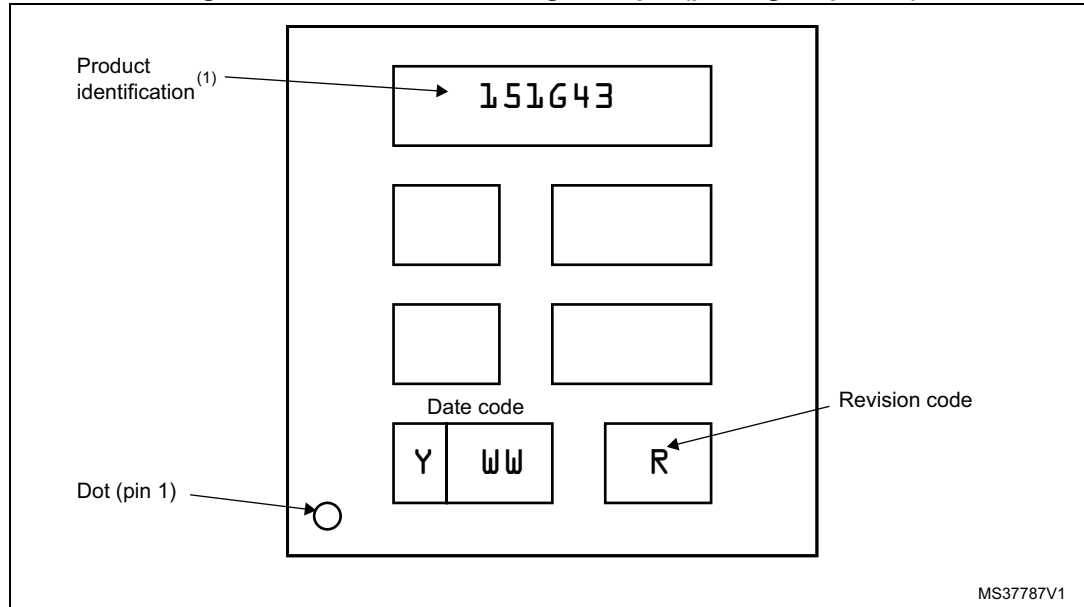 Product
identification(1)
151G43
Date code
Revision code
Y WW R
Dot (pin 1)
MS37787V1